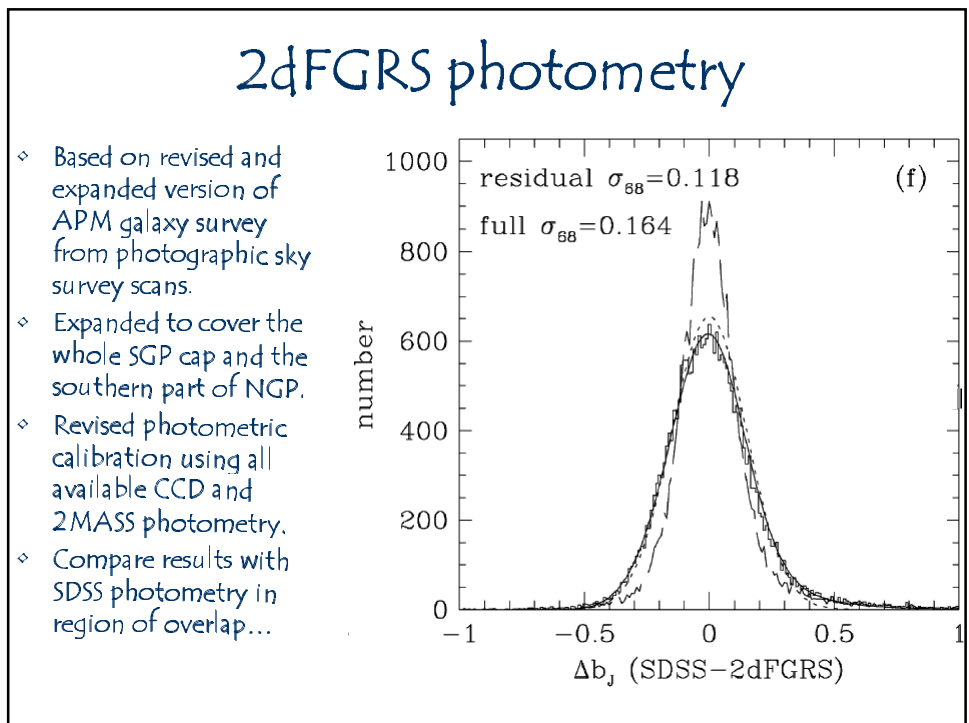 2dFGRS photometry
⋄ Based on revised and
expanded version of
APM galaxy survey
from photographic sky
survey scans.
⋄ Expanded to cover the
whole SGP cap and the
southern part of NGP.
⋄ Revised photometric
calibration using all
available CCD and
2MASS photometry.
⋄ Compare results with
SDSS photometry in
region of overlap...
residual σ68=0.118
(f)
full σ68=0.164
number
1000
800
600
400
200
0
−1 −0.5 0 0.5 1
ΔbJ (SDSS−2dFGRS)